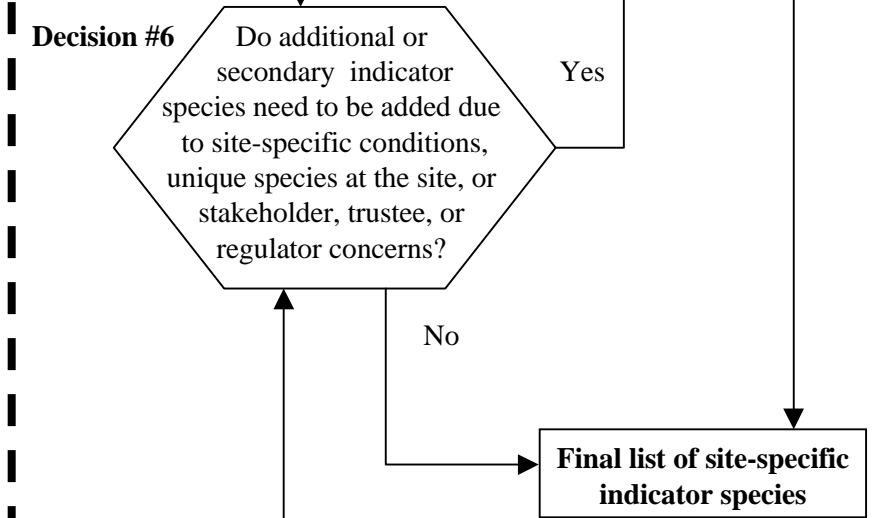 Decision #6
Do additional or
secondary indicator
species need to be added due
to site-specific conditions,
unique species at the site, or
stakeholder, trustee, or
regulator concerns?
Yes
No
Final list of site-specific
indicator species